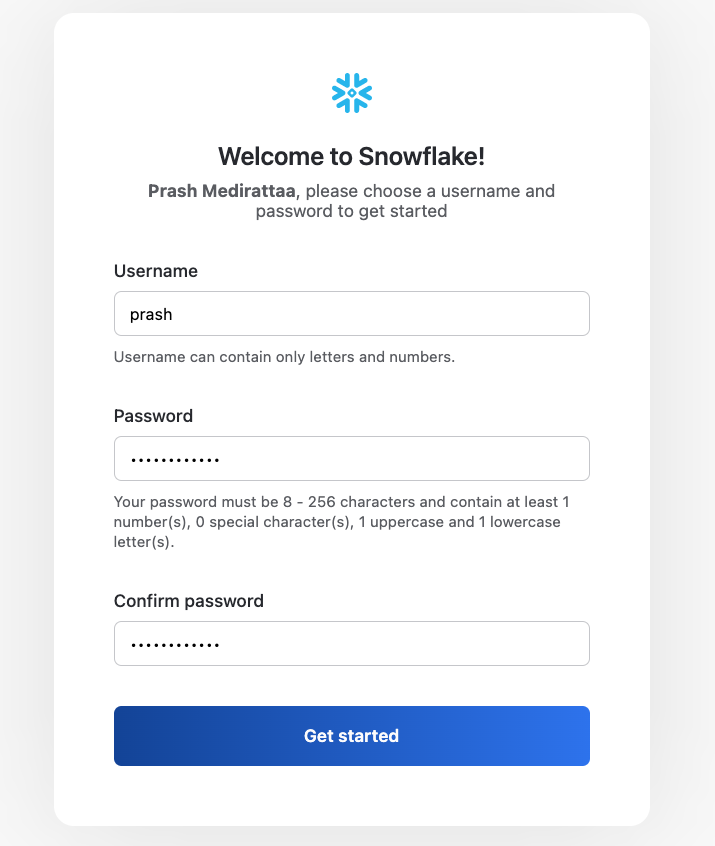 Welcome to Snowflake!
Prash Medirattaa, please choose a username and
password to get started
Username
prash
Username can contain only letters and numbers.
Password
••••••••••••
Your password must be 8 - 256 characters and contain at least 1
number(s), 0 special character(s), 1 uppercase and 1 lowercase
letter(s).
Confirm password
••••••••••••
Get started